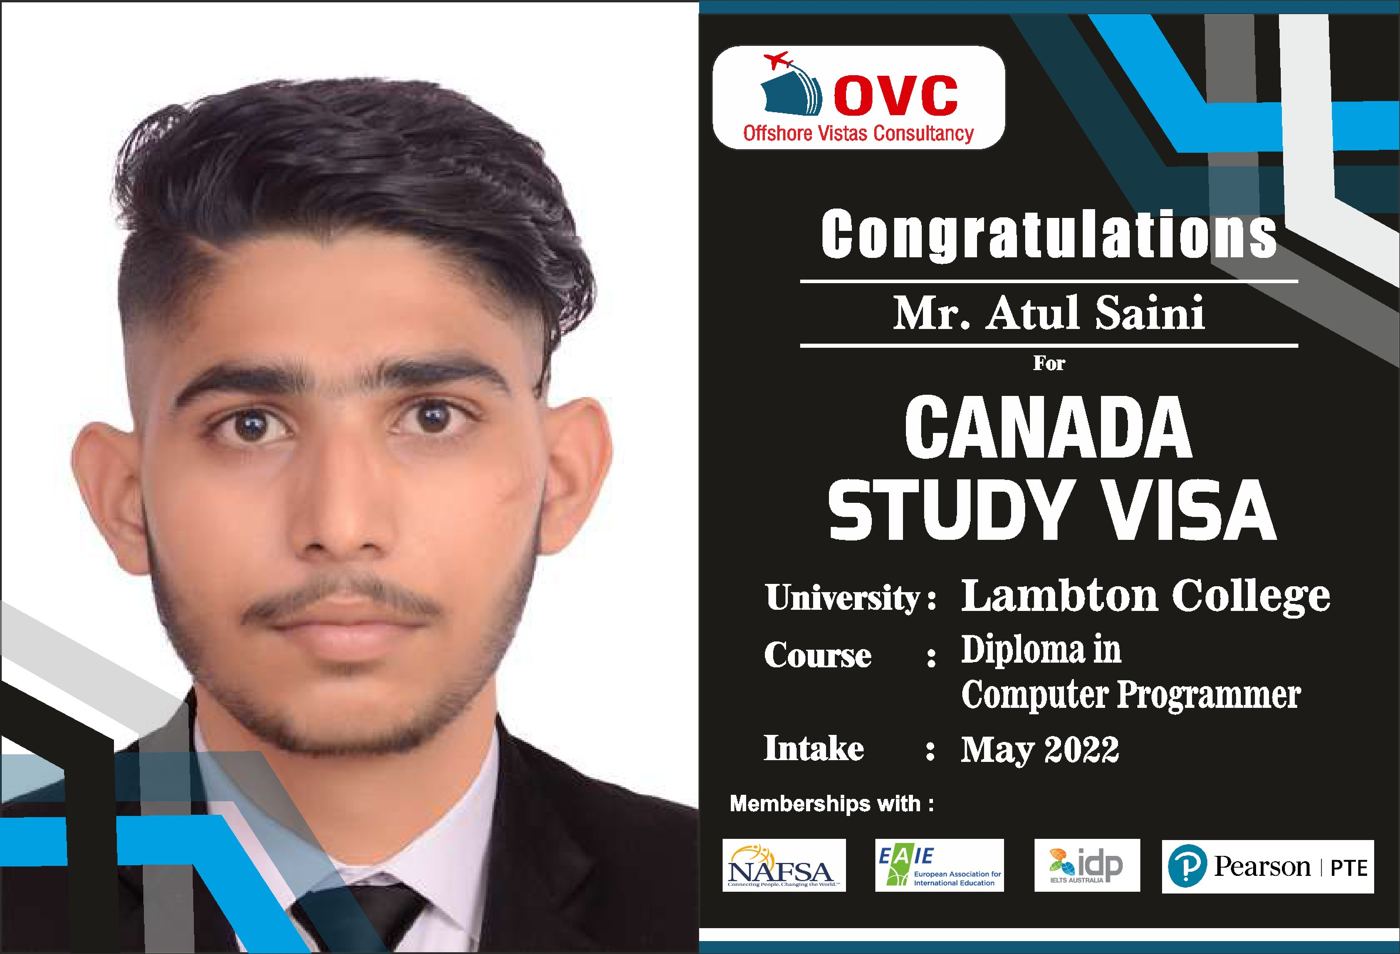 OVC
Offshore Vistas Consultancy
Congratulations
Mr. Atul Saini
For
CANADA
STUDY VISA
University : Lambton College
Course : Diploma in
Computer Programmer
Intake : May 2022
Memberships with :
NAFSA
Connecting People. Changing the World.™
EAIE
European Association for
International Education
idp
IELTS AUSTRALIA
P Pearson | PTE